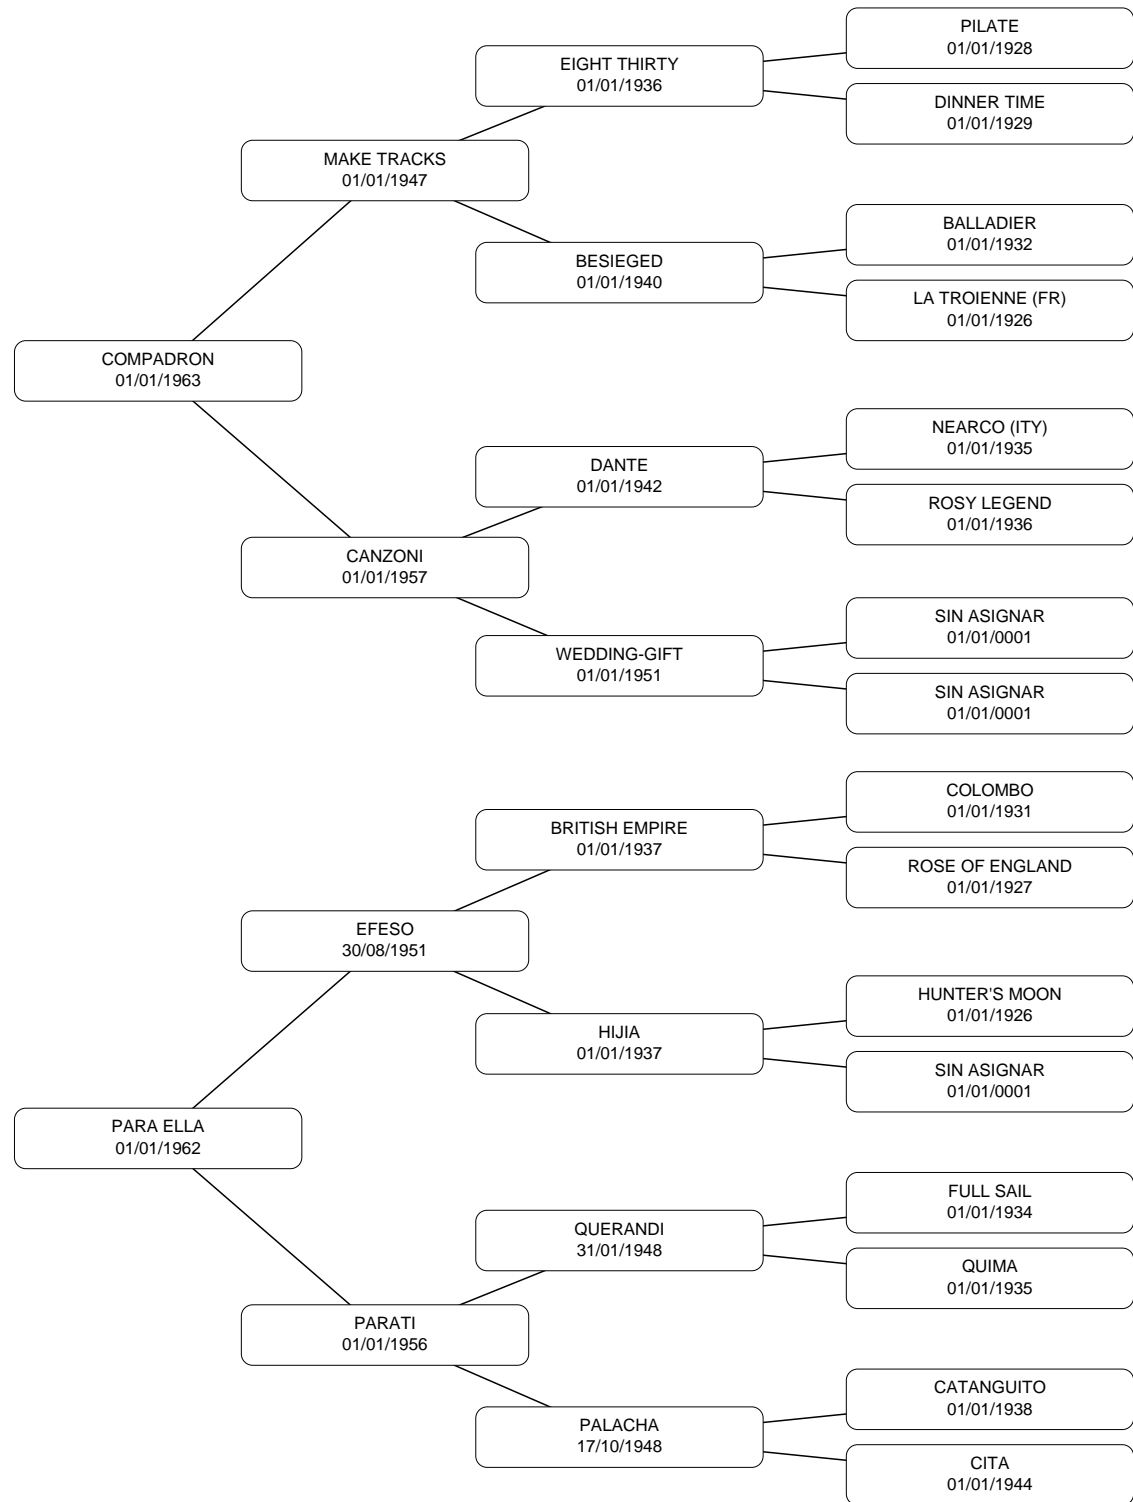 PILATE
01/01/1928
EIGHT THIRTY
01/01/1936
DINNER TIME
01/01/1929
MAKE TRACKS
01/01/1947
BALLADIER
01/01/1932
BESIEGED
01/01/1940
LA TROIENNE (FR)
01/01/1926
COMPADRON
01/01/1963
NEARCO (ITY)
01/01/1935
DANTE
01/01/1942
ROSY LEGEND
01/01/1936
CANZONI
01/01/1957
SIN ASIGNAR
01/01/0001
WEDDING-GIFT
01/01/1951
SIN ASIGNAR
01/01/0001
COLOMBO
01/01/1931
BRITISH EMPIRE
01/01/1937
ROSE OF ENGLAND
01/01/1927
EFESO
30/08/1951
HUNTER'S MOON
01/01/1926
HIJIA
01/01/1937
SIN ASIGNAR
01/01/0001
PARA ELLA
01/01/1962
FULL SAIL
01/01/1934
QUERANDI
31/01/1948
QUIMA
01/01/1935
PARATI
01/01/1956
CATANGUITO
01/01/1938
PALACHA
17/10/1948
CITA
01/01/1944